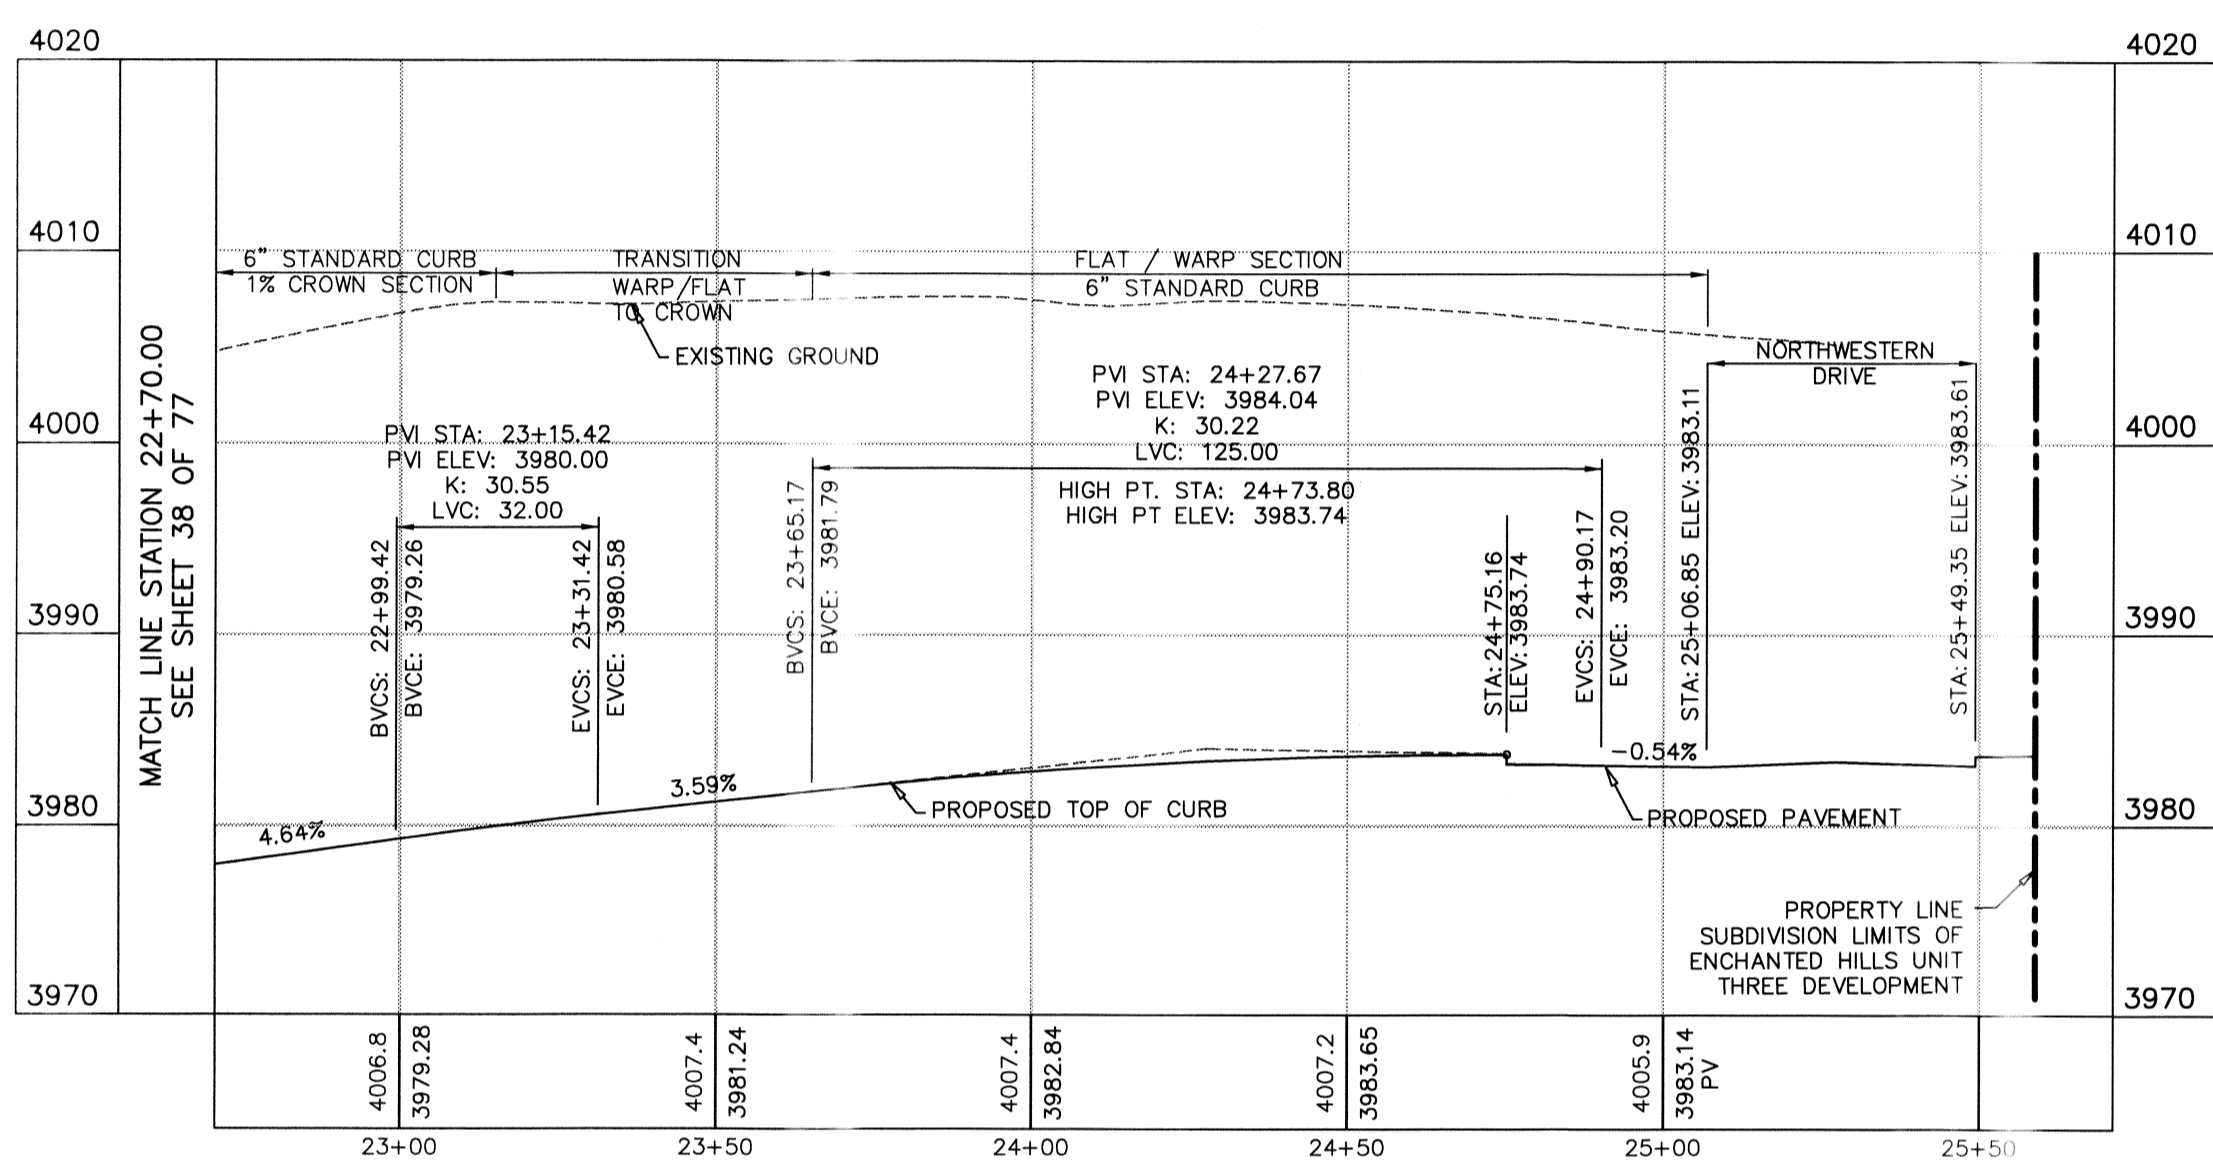 4020
4020
4010
4010
4000
4000
3990
3990
3980
3980
3970
3970
MATCH LINE STATION 22+70.00
SEE SHEET 38 OF 77
6" STANDARD CURB
1% CROWN SECTION
TRANSITION
WARP/FLAT
TO CROWN
FLAT / WARP SECTION
6" STANDARD CURB
EXISTING GROUND
NORTHWESTERN
DRIVE
PVI STA: 23+15.42
PVI ELEV: 3980.00
K: 30.55
LVC: 32.00
PVI STA: 24+27.67
PVI ELEV: 3984.04
K: 30.22
LVC: 125.00
HIGH PT. STA: 24+73.80
HIGH PT ELEV: 3983.74
BVCS: 22+99.42
BVCE: 3979.26
EVCS: 23+31.42
EVCE: 3980.58
BVCS: 23+65.17
BVCE: 3981.79
STA: 24+75.16
ELEV: 3983.74
EVCS: 24+90.17
EVCE: 3983.20
STA: 25+06.85 ELEV: 3983.11
STA: 25+49.35 ELEV: 3983.61
4.64%
3.59%
-0.54%
PROPOSED TOP OF CURB
PROPOSED PAVEMENT
PROPERTY LINE
SUBDIVISION LIMITS OF
ENCHANTED HILLS UNIT
THREE DEVELOPMENT
4006.8
3979.28
4007.4
3981.24
4007.4
3982.84
4007.2
3983.65
4005.9
3983.14
PV
23+00
23+50
24+00
24+50
25+00
25+50